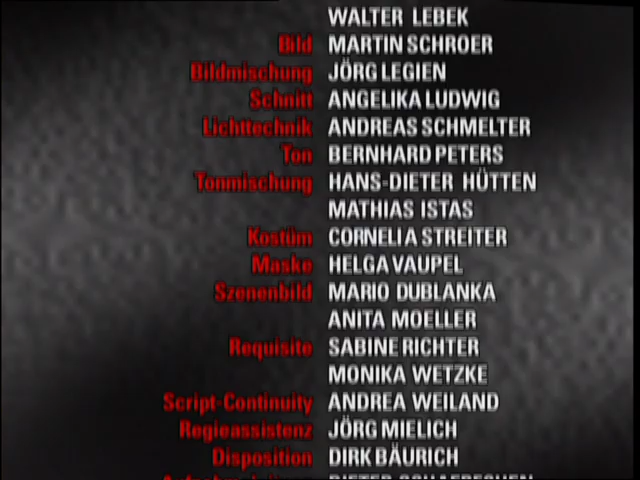 WALTER LEBEK
Bild MARTIN SCHROER
Bildmischung JÖRG LEGIEN
Schnitt ANGELIKA LUDWIG
Lichttechnik ANDREAS SCHMELTER
Ton BERNHARD PETERS
Tonmischung HANS-DIETER HÜTTEN
MATHIAS ISTAS
Kostüm CORNELIA STREITER
Maske HELGA VAUPEL
Szenenbild MARIO DUBLANKA
ANITA MOELLER
Requisite SABINE RICHTER
MONIKA WETZKE
Script-Continuity ANDREA WEILAND
Regieassistenz JÖRG MIELICH
Disposition DIRK BÄURICH